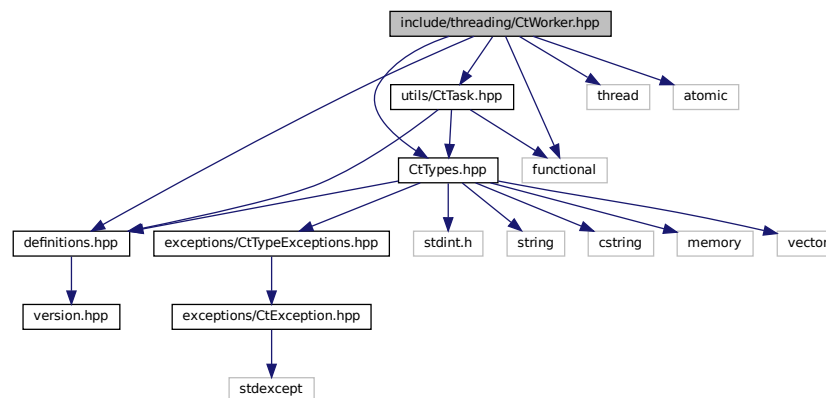 include/threading/CtWorker.hpp
utils/CtTask.hpp
thread
atomic
CtTypes.hpp
functional
definitions.hpp
exceptions/CtTypeExceptions.hpp
stdint.h
string
cstring
memory
vector
version.hpp
exceptions/CtException.hpp
stdexcept